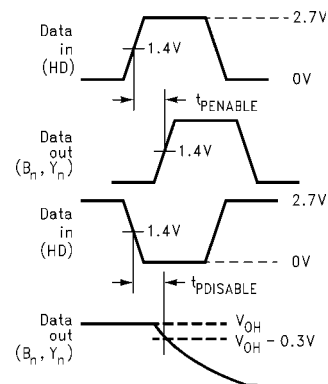 Data
in
(HD)
1.4V
2.7V
0V
tPENABLE
Data
out
(Bn, Yn)
1.4V
Data
in
(HD)
1.4V
2.7V
0V
tPDISABLE
Data
out
(Bn, Yn)
VOH
VOH - 0.3V